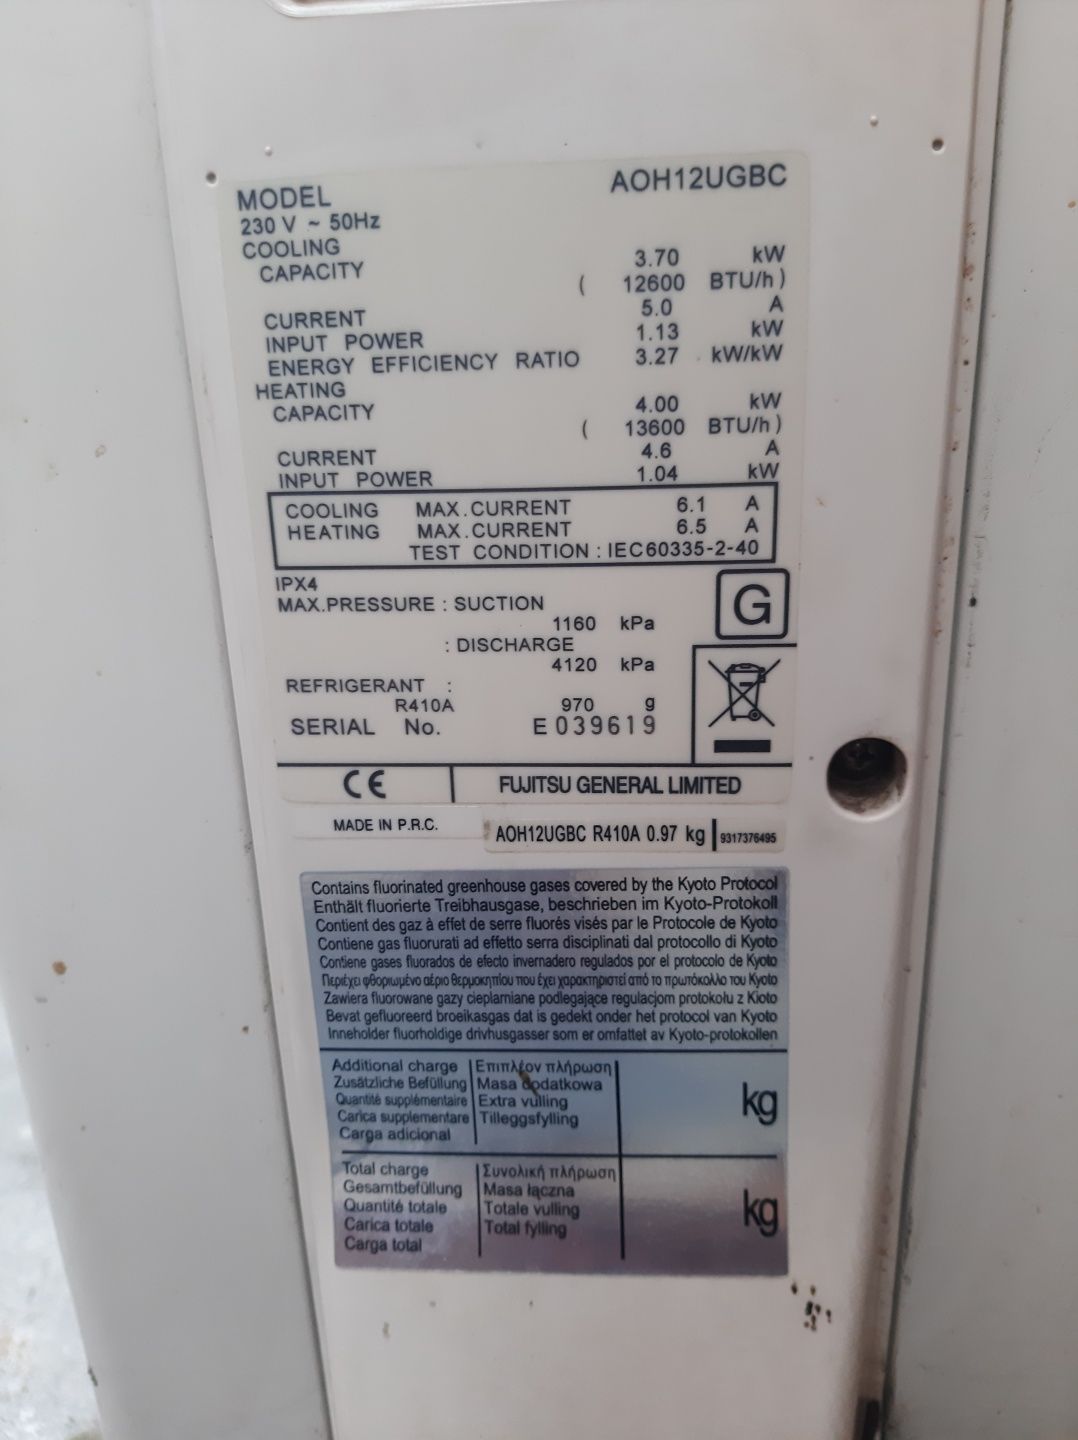 MODEL AOH12UGBC
230 V ~ 50Hz
COOLING
CAPACITY 3.70 kW
( 12600 BTU/h )
CURRENT 5.0 A
INPUT POWER 1.13 kW
ENERGY EFFICIENCY RATIO 3.27 kW/kW
HEATING
CAPACITY 4.00 kW
( 13600 BTU/h )
CURRENT 4.6 A
INPUT POWER 1.04 kW
COOLING MAX.CURRENT 6.1 A
HEATING MAX.CURRENT 6.5 A
TEST CONDITION : IEC60335-2-40
IPX4
G
MAX.PRESSURE : SUCTION
1160 kPa
: DISCHARGE
4120 kPa
REFRIGERANT :
R410A 970 g
SERIAL No. E 039619
CE FUJITSU GENERAL LIMITED
MADE IN P.R.C.
AOH12UGBC R410A 0.97 kg 9317376495
Contains fluorinated greenhouse gases covered by the Kyoto Protocol
Enthält fluorierte Treibhausgase, beschrieben im Kyoto-Protokoll
Contient des gaz à effet de serre fluorés visés par le Protocole de Kyoto
Contiene gas fluorurati ad effetto serra disciplinati dal protocollo di Kyoto
Contiene gases fluorados de efecto invernadero regulados por el protocolo de Kyoto
Περιέχει φθοριωμένο αέριο θερμοκηπίου που έχει χαρακτηριστεί από το πρωτόκολλο του Kyoto
Zawiera fluorowane gazy cieplarniane podlegające regulacjom protokołu z Kioto
Bevat gefluoreerd broeikasgas dat is gedekt onder het protocol van Kyoto
Inneholder fluorholdige drivhusgasser som er omfattet av Kyoto-protokollen
Additional charge Επιπλέον πλήρωση
Zusätzliche Befüllung Masa dodatkowa
Quantité supplémentaire Extra vulling
Carica supplementare Tilleggsfylling
Carga adicional
kg
Total charge Συνολική πλήρωση
Gesamtbefüllung Masa łączna
Quantité totale Totale vulling
Carica totale Total fylling
Carga total
kg